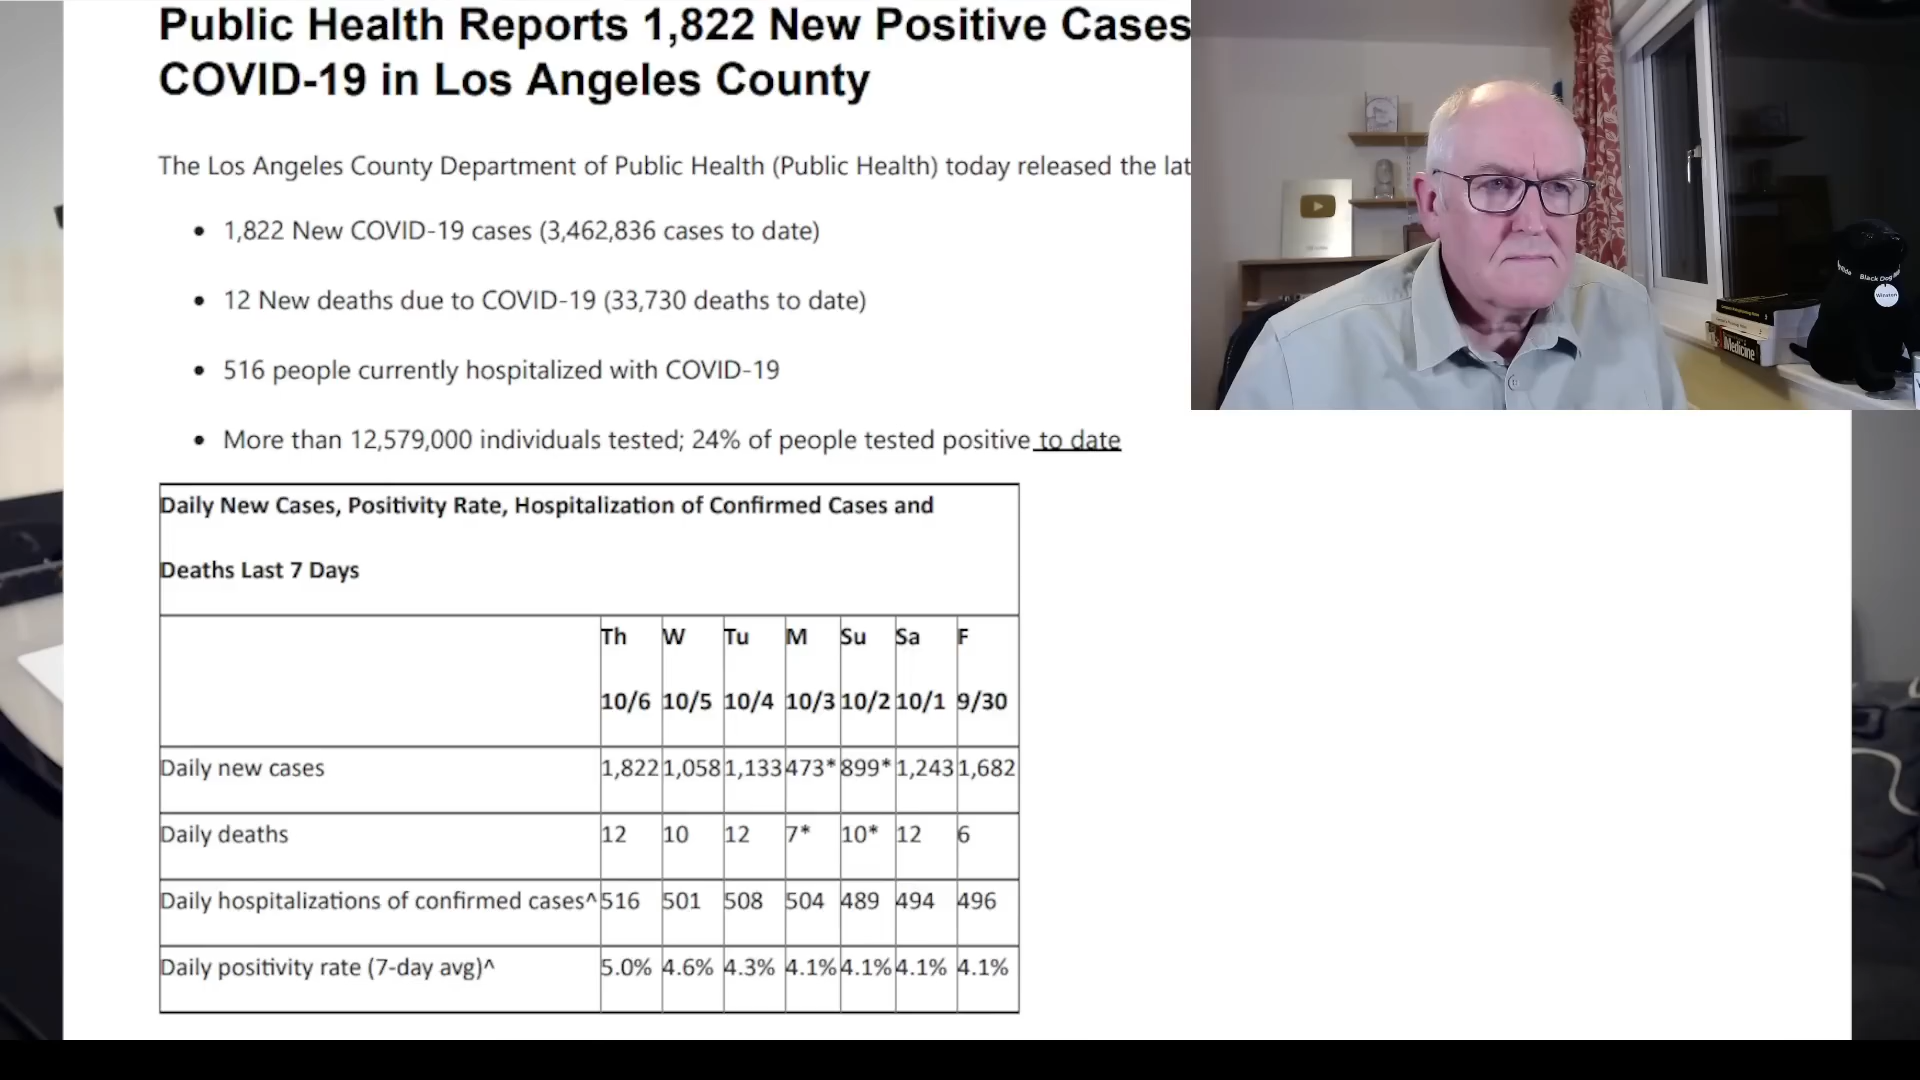 Public Health Reports 1,822 New Positive Cases
COVID-19 in Los Angeles County
The Los Angeles County Department of Public Health (Public Health) today released the lat
• 1,822 New COVID-19 cases (3,462,836 cases to date)
• 12 New deaths due to COVID-19 (33,730 deaths to date)
• 516 people currently hospitalized with COVID-19
• More than 12,579,000 individuals tested; 24% of people tested positive to date
Daily New Cases, Positivity Rate, Hospitalization of Confirmed Cases and
Deaths Last 7 Days
Th W Tu M Su Sa F
10/6 10/5 10/4 10/3 10/2 10/1 9/30
Daily new cases 1,822 1,058 1,133 473* 899* 1,243 1,682
Daily deaths 12 10 12 7* 10* 12 6
Daily hospitalizations of confirmed cases^ 516 501 508 504 489 494 496
Daily positivity rate (7-day avg)^ 5.0% 4.6% 4.3% 4.1% 4.1% 4.1% 4.1%
Black Dog
Winston
Medicine